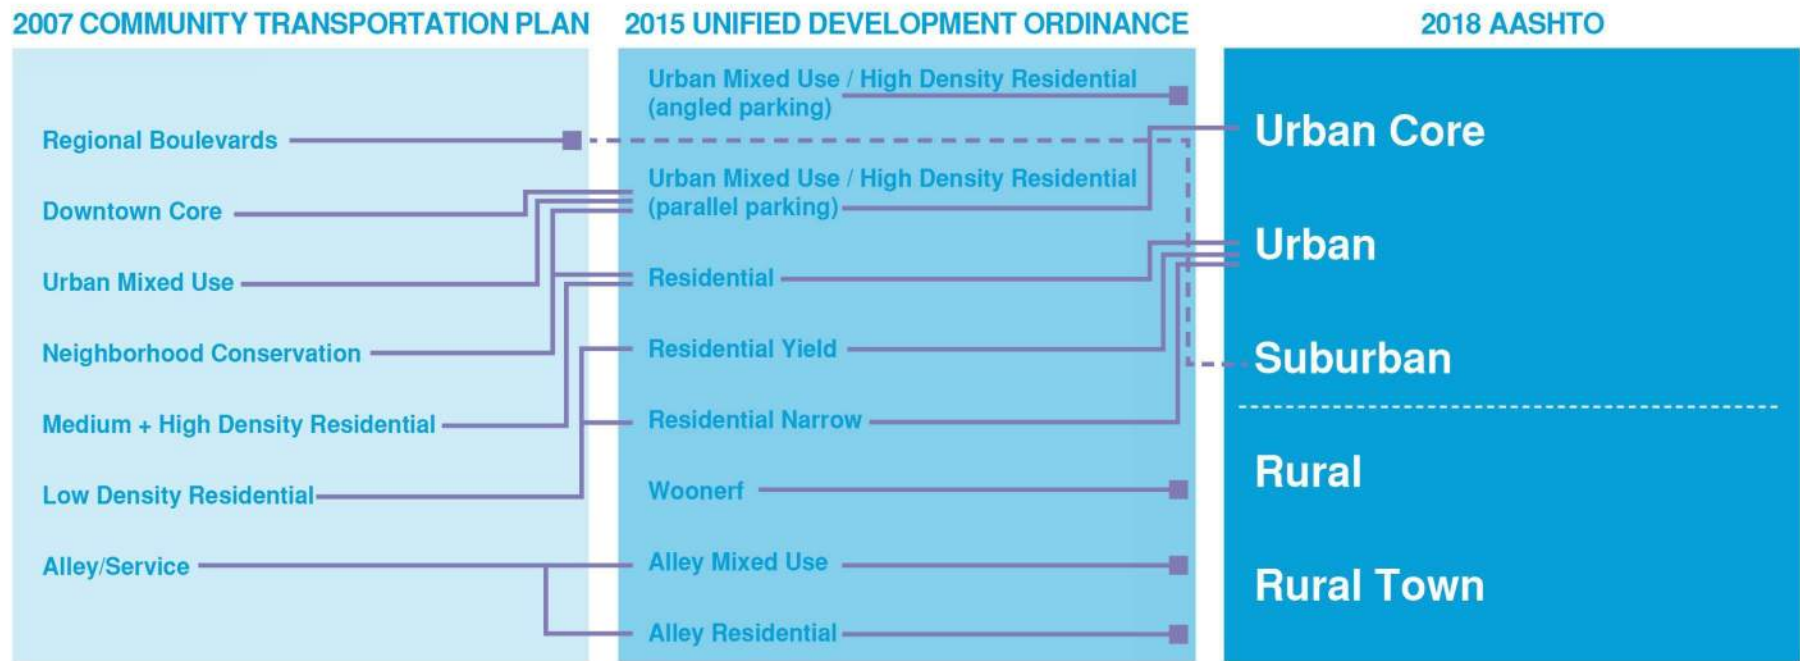 2007 COMMUNITY TRANSPORTATION PLAN
Regional Boulevards
Downtown Core
Urban Mixed Use
Neighborhood Conservation
Medium + High Density Residential
Low Density Residential
Alley/Service
2015 UNIFIED DEVELOPMENT ORDINANCE
Urban Mixed Use / High Density Residential
(angled parking)
Urban Mixed Use / High Density Residential
(parallel parking)
Residential
Residential Yield
Residential Narrow
Woonerf
Alley Mixed Use
Alley Residential
2018 AASHTO
Urban Core
Urban
Suburban
Rural
Rural Town